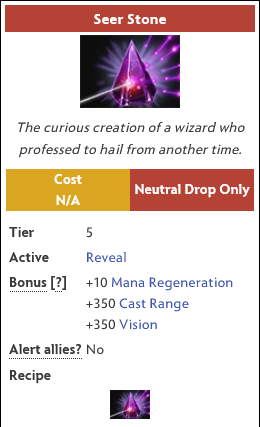 Seer Stone
The curious creation of a wizard who
professed to hail from another time.
Cost
N/A
Neutral Drop Only
Tier 5
Active Reveal
Bonus [?] +10 Mana Regeneration
+350 Cast Range
+350 Vision
Alert allies? No
Recipe